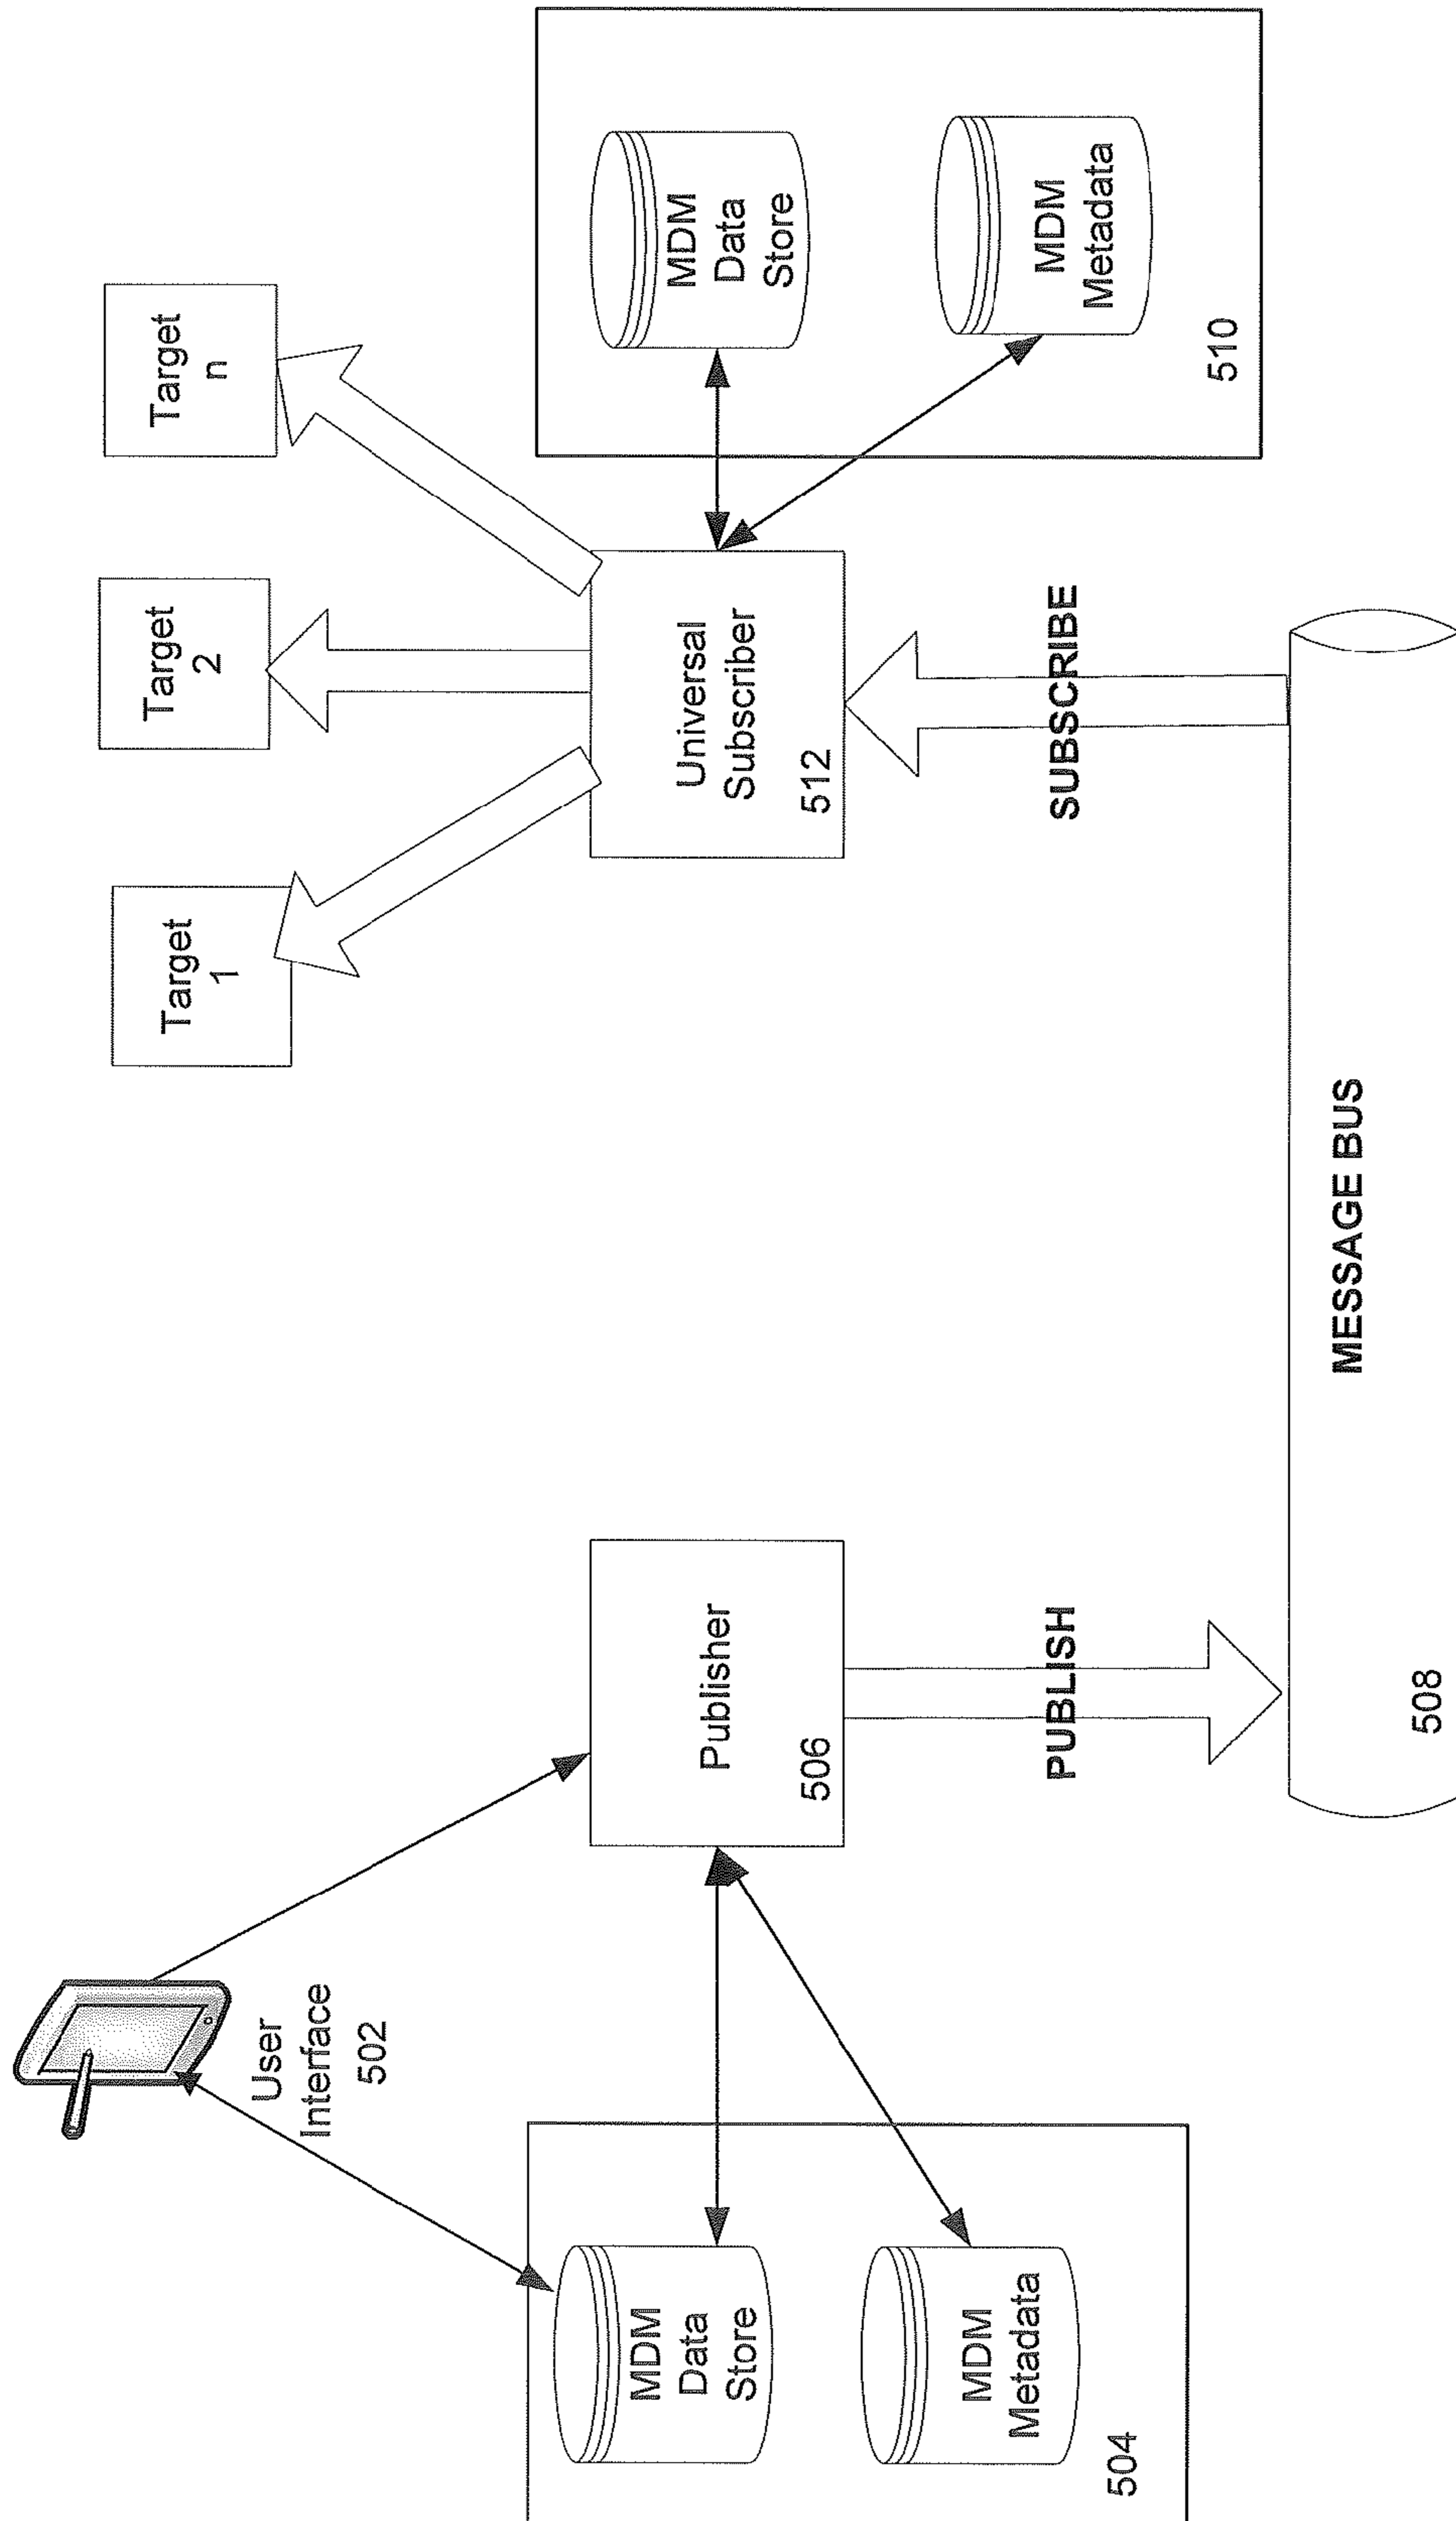 User
Interface
502
Target
1
Target
2
Target
n
MDM
Data
Store
MDM
Metadata
504
Publisher
506
Universal
Subscriber
512
MDM
Data
Store
MDM
Metadata
510
PUBLISH
SUBSCRIBE
MESSAGE BUS
508